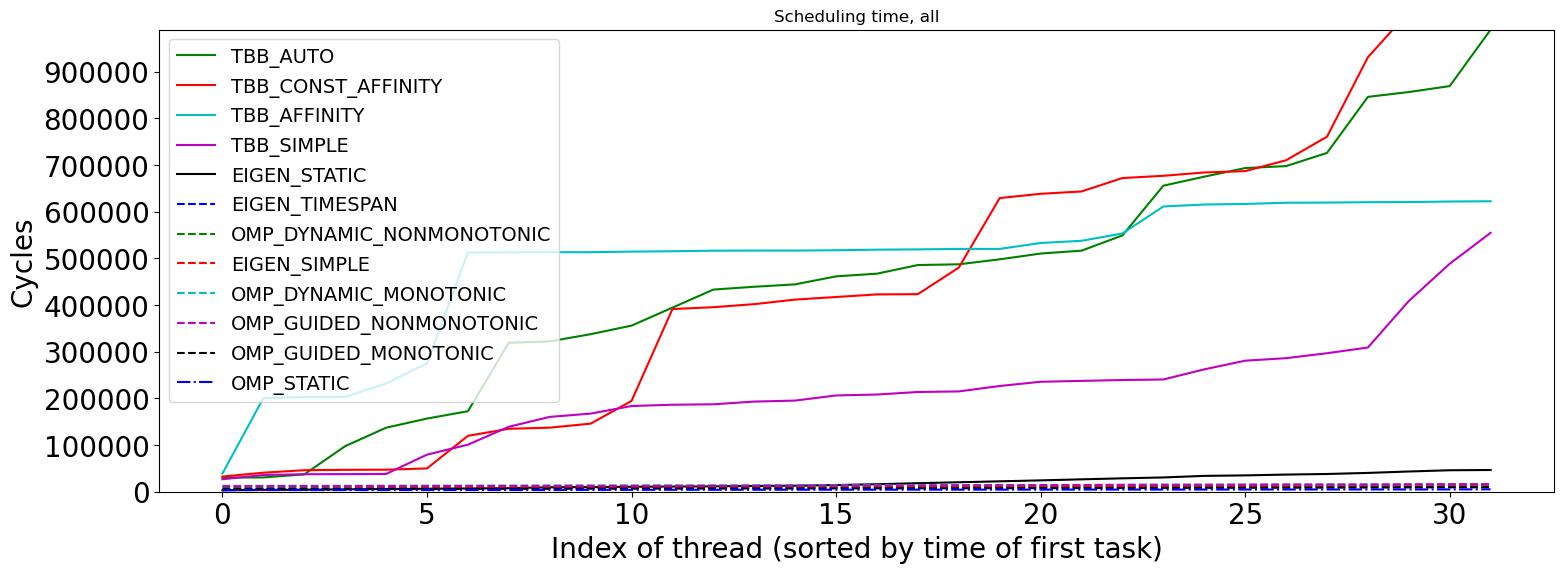 Scheduling time, all
TBB_AUTO
TBB_CONST_AFFINITY
TBB_AFFINITY
TBB_SIMPLE
EIGEN_STATIC
EIGEN_TIMESPAN
OMP_DYNAMIC_NONMONOTONIC
EIGEN_SIMPLE
OMP_DYNAMIC_MONOTONIC
OMP_GUIDED_NONMONOTONIC
OMP_GUIDED_MONOTONIC
OMP_STATIC
Cycles
900000
800000
700000
600000
500000
400000
300000
200000
100000
0
0 5 10 15 20 25 30
Index of thread (sorted by time of first task)